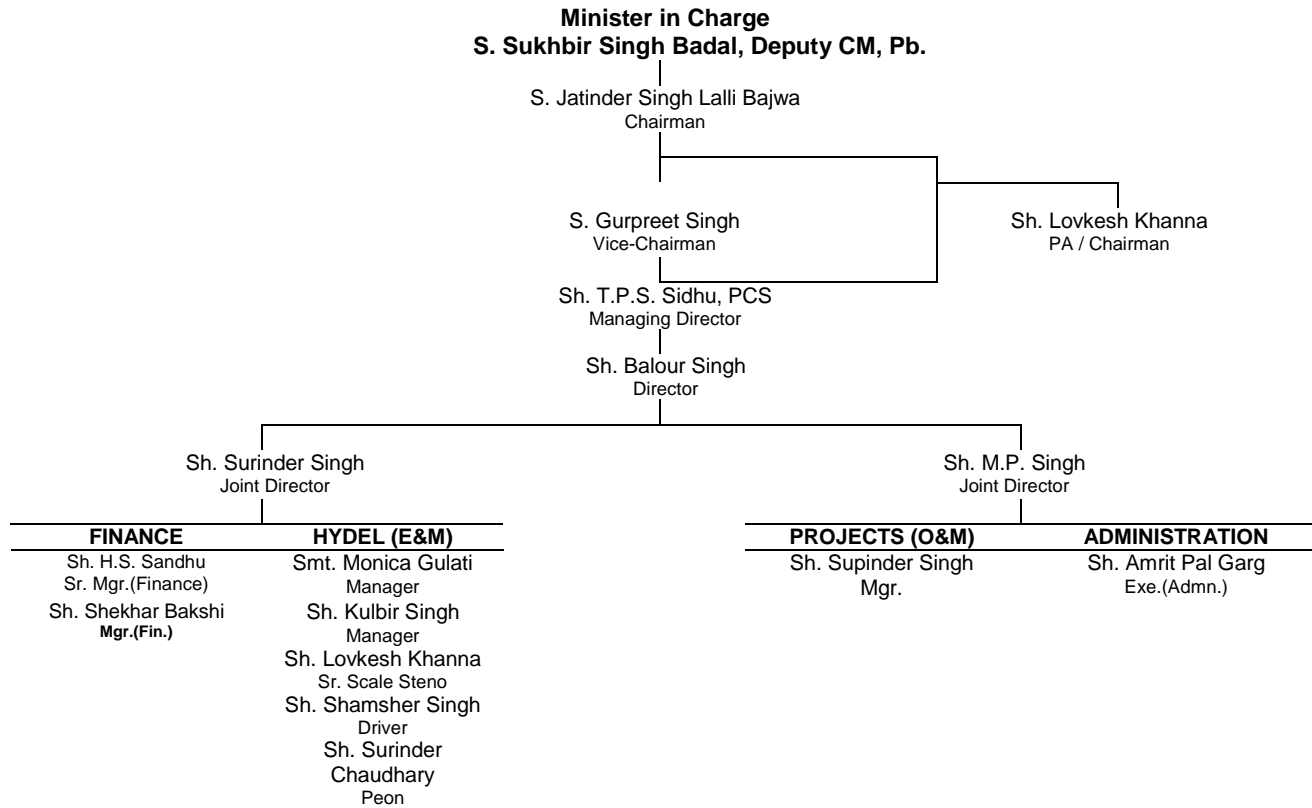 Minister in Charge
S. Sukhbir Singh Badal, Deputy CM, Pb.
S. Jatinder Singh Lalli Bajwa
Chairman
S. Gurpreet Singh
Vice-Chairman
Sh. Lovkesh Khanna
PA / Chairman
Sh. T.P.S. Sidhu, PCS
Managing Director
Sh. Balour Singh
Director
Sh. Surinder Singh
Joint Director
Sh. M.P. Singh
Joint Director
FINANCE
Sh. H.S. Sandhu
Sr. Mgr.(Finance)
Sh. Shekhar Bakshi
Mgr.(Fin.)
HYDEL (E&M)
Smt. Monica Gulati
Manager
Sh. Kulbir Singh
Manager
Sh. Lovkesh Khanna
Sr. Scale Steno
Sh. Shamsher Singh
Driver
Sh. Surinder
Chaudhary
Peon
PROJECTS (O&M)
Sh. Supinder Singh
Mgr.
ADMINISTRATION
Sh. Amrit Pal Garg
Exe.(Admn.)